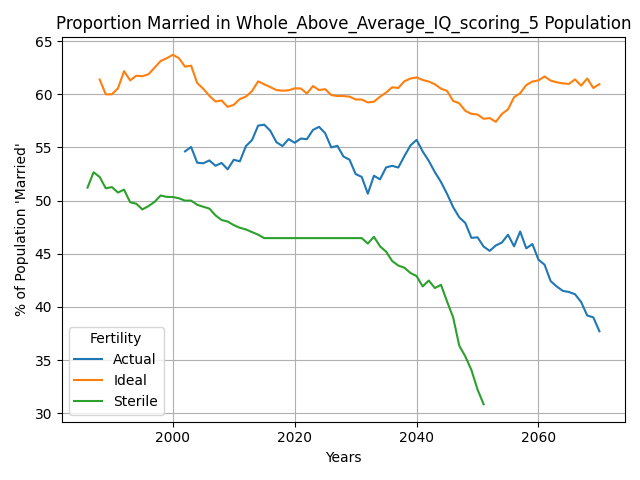 Proportion Married in Whole_Above_Average_IQ_scoring_5 Population
% of Population 'Married'
65
60
55
50
45
40
35
30
Fertility
Actual
Ideal
Sterile
2000 2020 2040 2060
Years